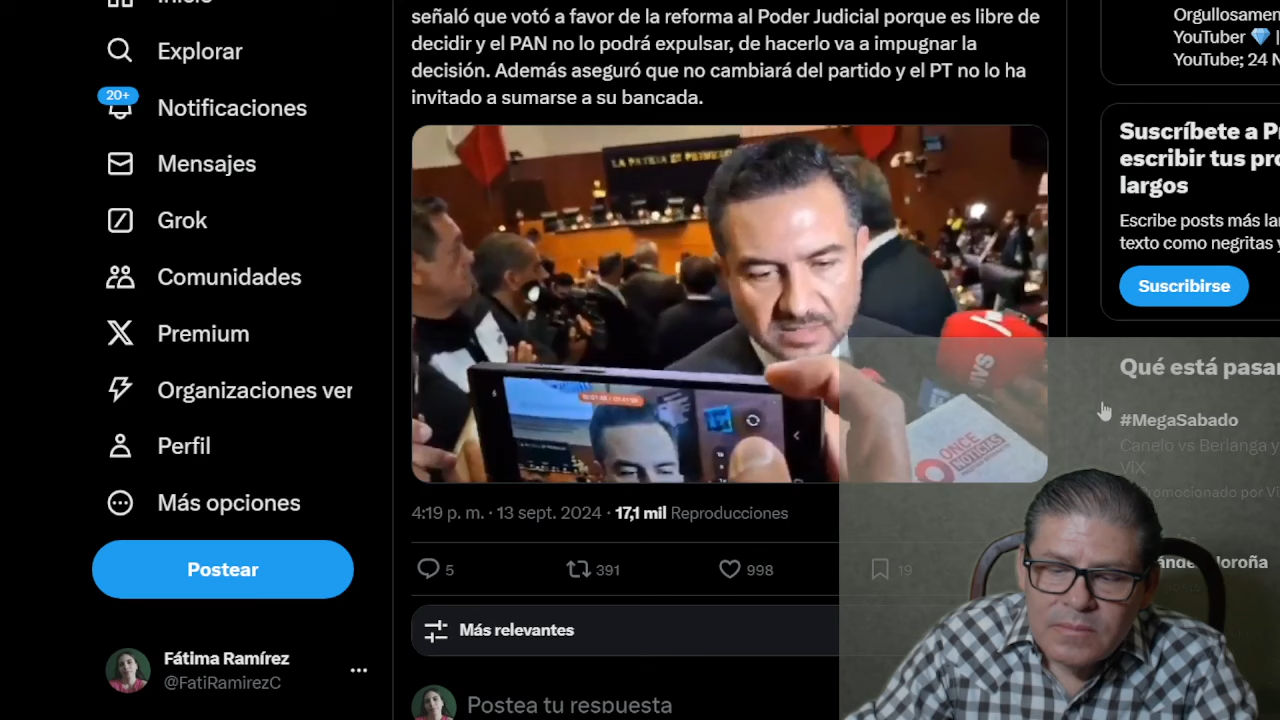 Inicio
Explorar
20+
Notificaciones
Mensajes
Grok
Comunidades
Premium
Organizaciones ver
Perfil
Más opciones
Postear
Fátima Ramírez
@FatiRamirezC
señaló que votó a favor de la reforma al Poder Judicial porque es libre de
decidir y el PAN no lo podrá expulsar, de hacerlo va a impugnar la
decisión. Además aseguró que no cambiará del partido y el PT no lo ha
invitado a sumarse a su bancada.
LA PATRIA ES PRIMERO
MVS
ONCE
NOTICIAS
4:19 p. m. · 13 sept. 2024 · 17,1 mil Reproducciones
5
391
998
19
Más relevantes
Postea tu respuesta
Orgullosamen
YouTuber 💎 |
YouTube; 24 N
Suscríbete a P
escribir tus pro
largos
Escribe posts más la
texto como negritas y
Suscribirse
Qué está pasan
#MegaSabado
Canelo vs Berlanga y
ViX
omocionado por Vi
ánde Noroña